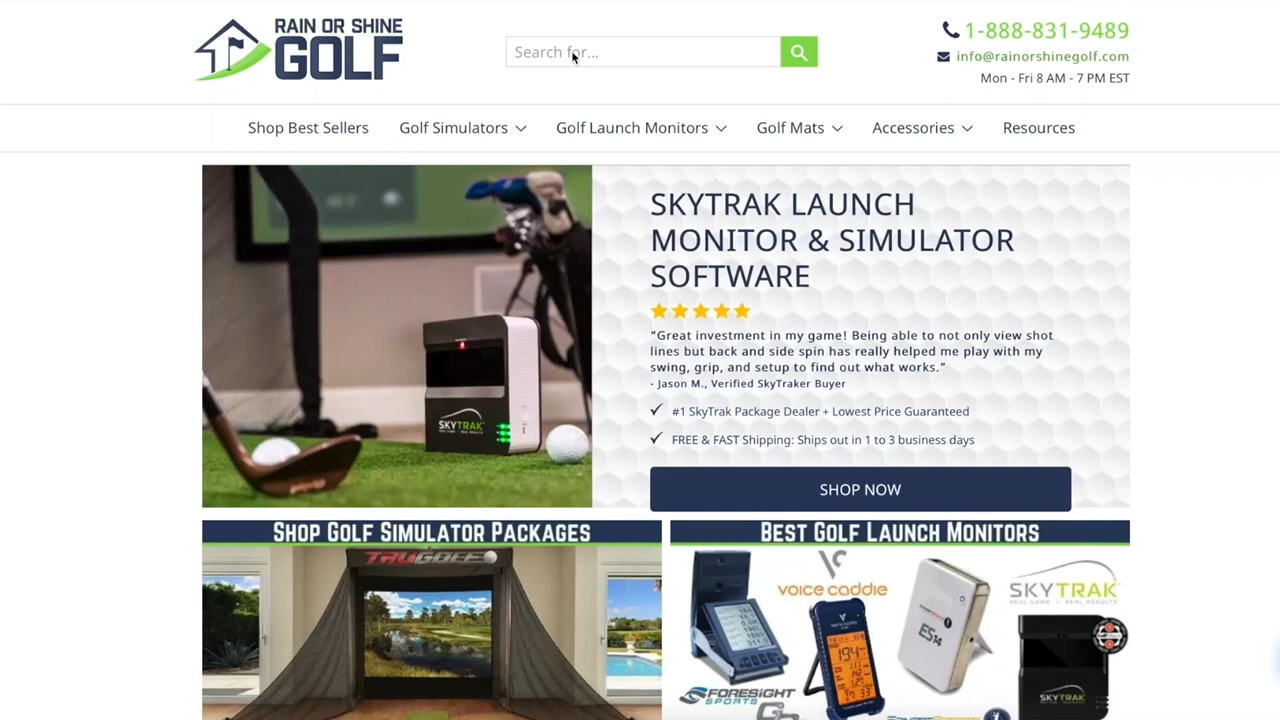 RAIN OR SHINE
GOLF
Search for...
1-888-831-9489
info@rainorshinegolf.com
Mon - Fri 8 AM - 7 PM EST
Shop Best Sellers
Golf Simulators
Golf Launch Monitors
Golf Mats
Accessories
Resources
SKYTRAK LAUNCH
MONITOR & SIMULATOR
SOFTWARE
“Great investment in my game! Being able to not only view shot
lines but back and side spin has really helped me play with my
swing, grip, and setup to find out what works.”
- Jason M., Verified SkyTraker Buyer
#1 SkyTrak Package Dealer + Lowest Price Guaranteed
FREE & FAST Shipping: Ships out in 1 to 3 business days
SHOP NOW
SKYTRAK
SHOP GOLF SIMULATOR PACKAGES
TRUGOLF
BEST GOLF LAUNCH MONITORS
VOICE CADDIE
SKYTRAK
REAL GAME • REAL RESULTS
ES14
194
FORESIGHT
SPORTS
SKYTRAK